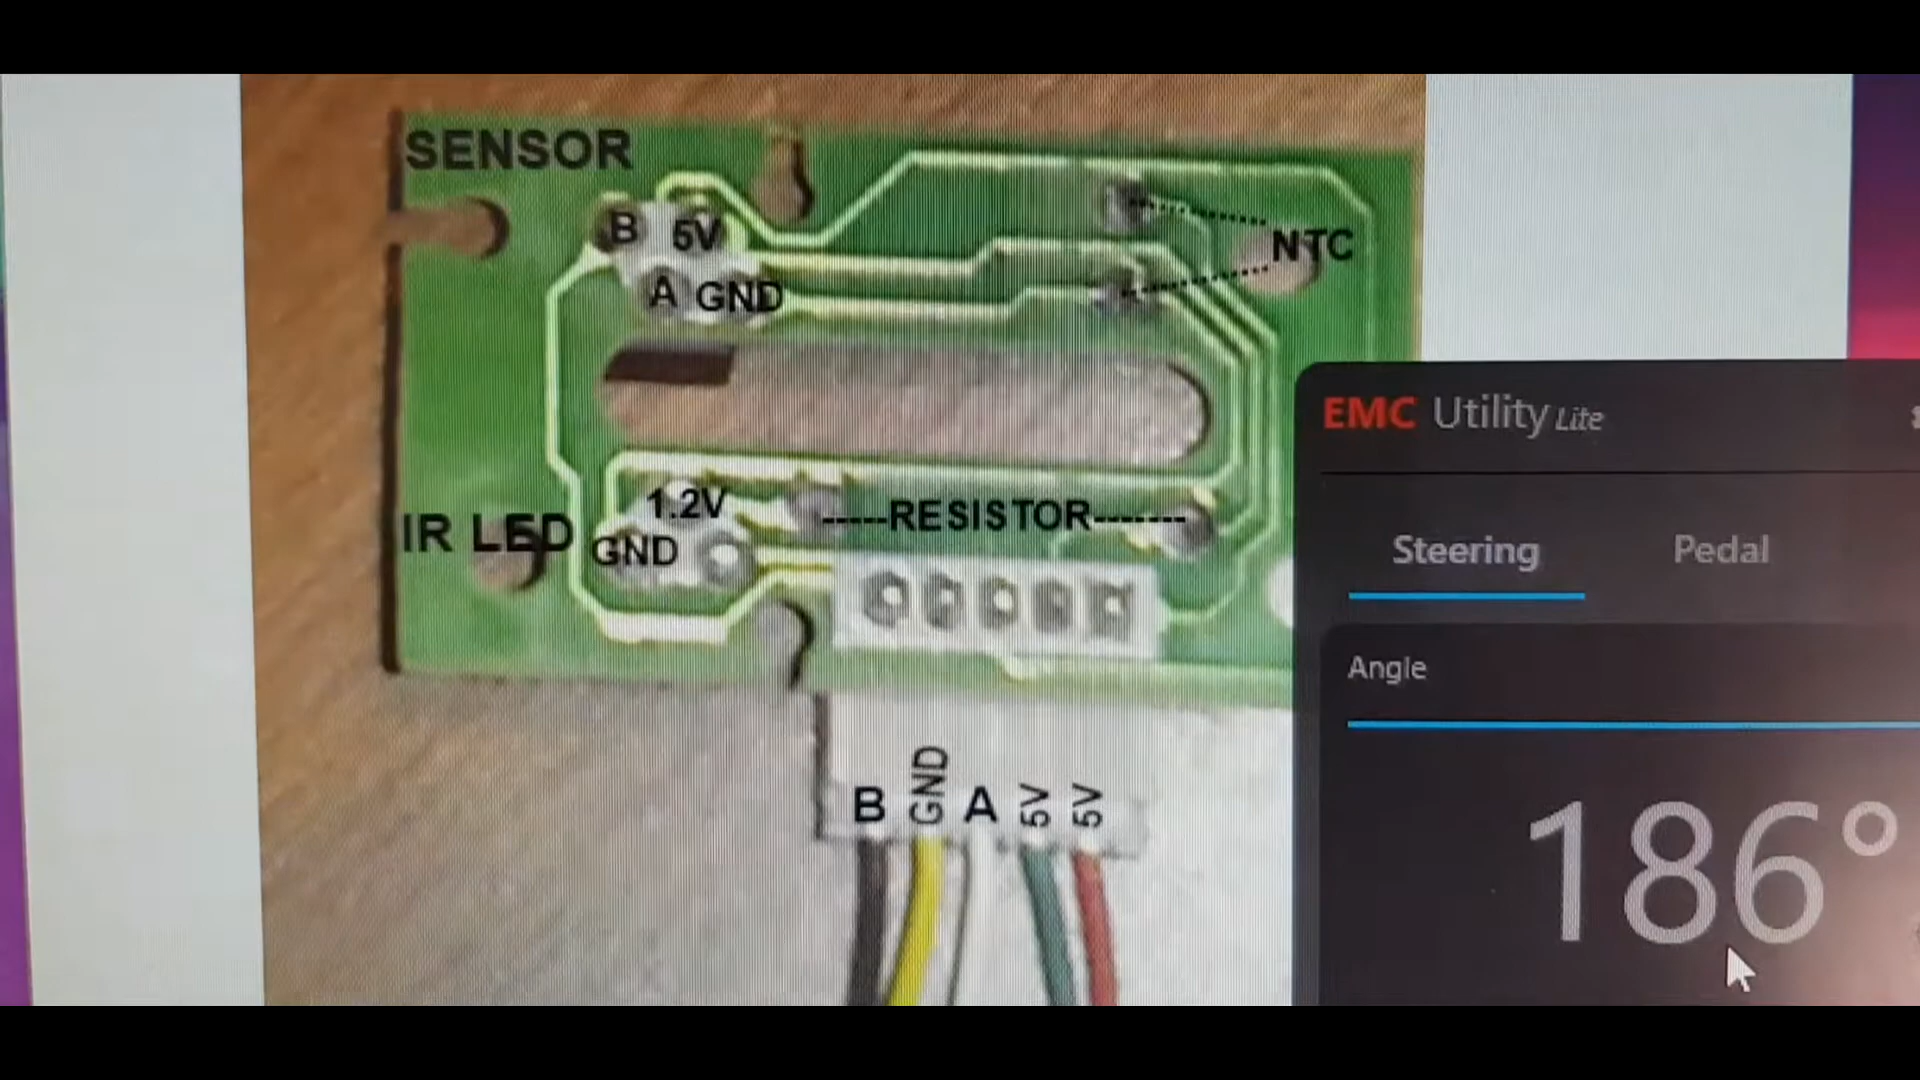 SENSOR
B 5V
A GND
NTC
1.2V
-----RESISTOR-------
IR LED
GND
B GND A 5V 5V
EMC Utility Lite
Steering Pedal
Angle
186°